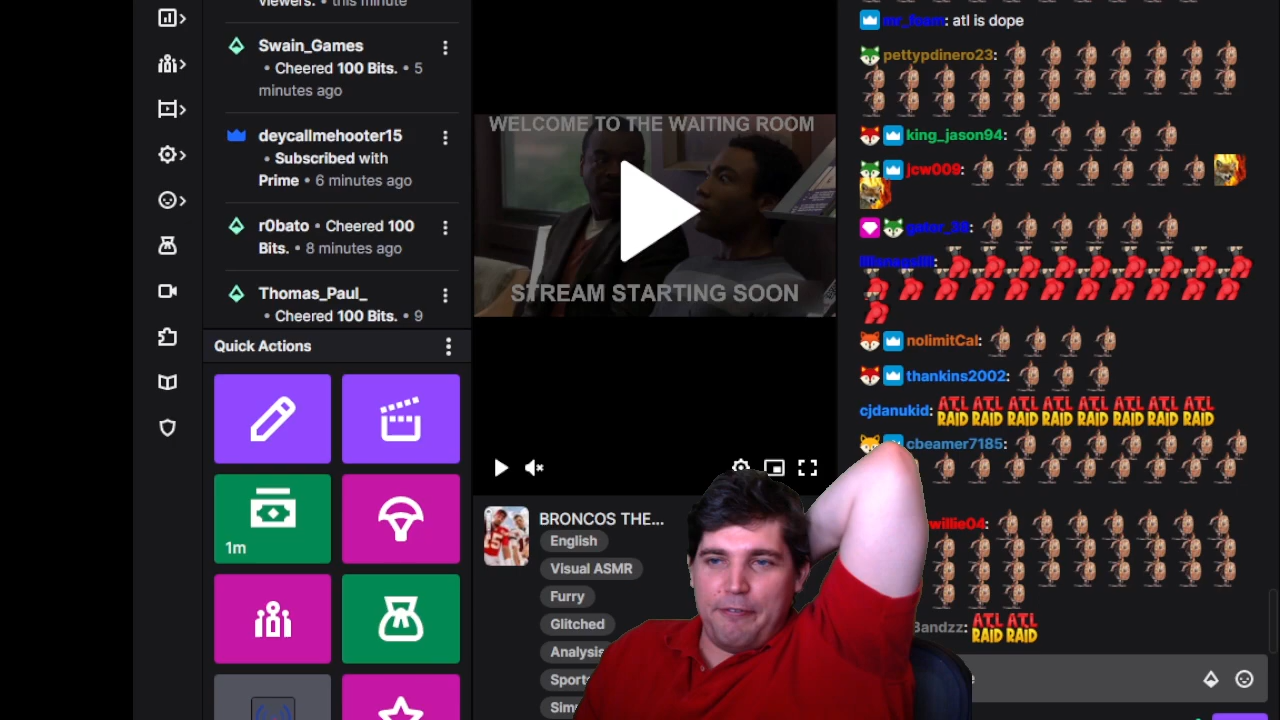 viewers. • this minute
Swain_Games
• Cheered 100 Bits. • 5
minutes ago
deycallmehooter15
• Subscribed with
Prime • 6 minutes ago
r0bato • Cheered 100
Bits. • 8 minutes ago
Thomas_Paul_
• Cheered 100 Bits. • 9
Quick Actions
1m
WELCOME TO THE WAITING ROOM
STREAM STARTING SOON
BRONCOS THE...
English
Visual ASMR
Furry
Glitched
Analysis
Sport
Sim
: atl is dope
pettypdinero23:
king_jason94:
jcw009:
gator_38:
nolimitCal:
thankins2002:
cjdanukid: ATL RAID ATL RAID ATL RAID ATL RAID ATL RAID ATL RAID ATL RAID ATL RAID
cbeamer7185:
willie04:
Bandzz: ATL RAID ATL RAID